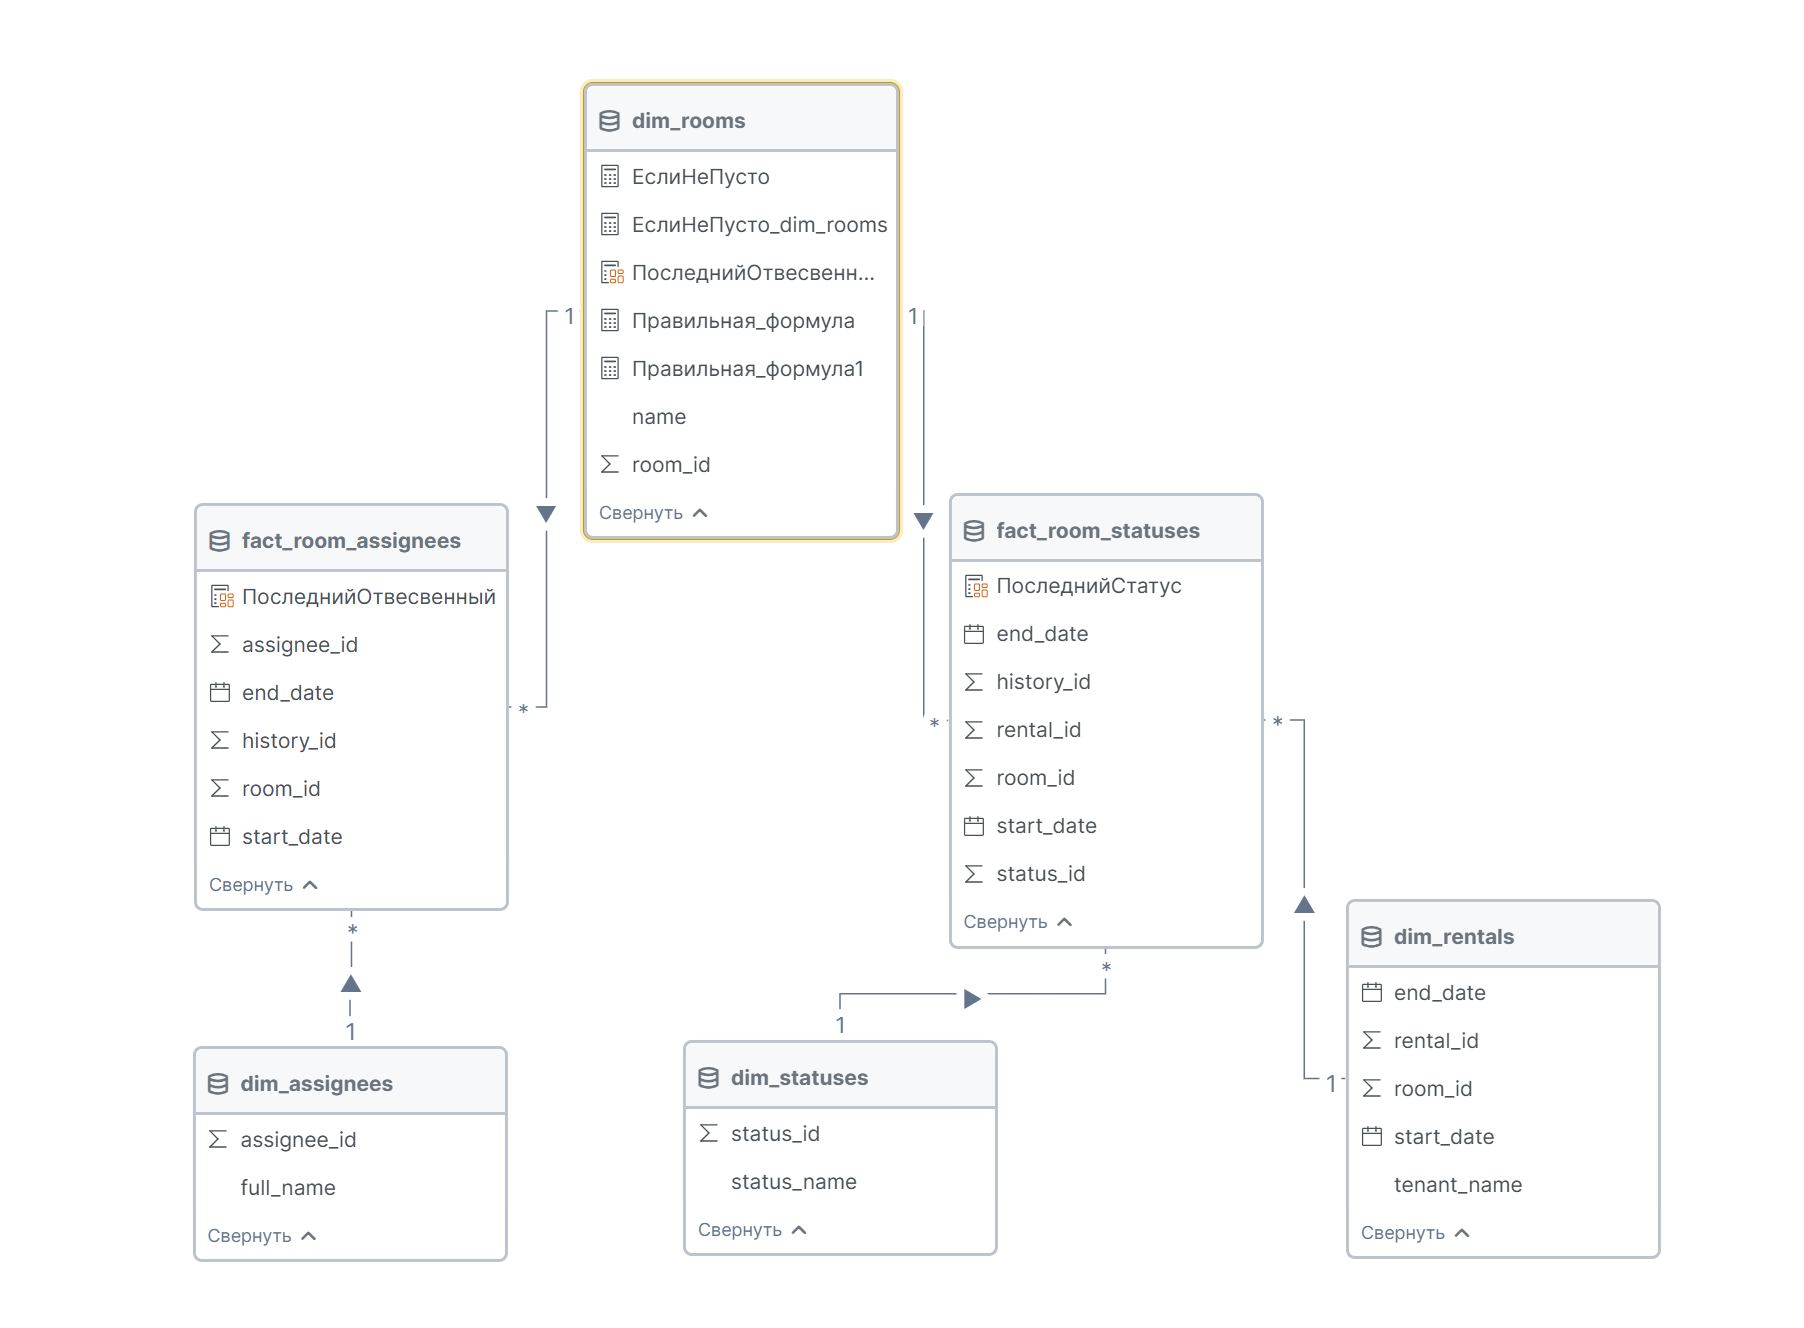 dim_rooms
ЕслиНеПусто
ЕслиНеПусто_dim_rooms
ПоследнийОтвесвенн...
Правильная_формула
Правильная_формула1
name
room_id
Свернуть
1
1
fact_room_assignees
ПоследнийОтвесвенный
assignee_id
end_date
history_id
room_id
start_date
Свернуть
*
*
1
fact_room_statuses
ПоследнийСтатус
end_date
history_id
rental_id
room_id
start_date
status_id
Свернуть
*
*
*
1
1
dim_assignees
assignee_id
full_name
Свернуть
dim_statuses
status_id
status_name
Свернуть
dim_rentals
end_date
rental_id
room_id
start_date
tenant_name
Свернуть